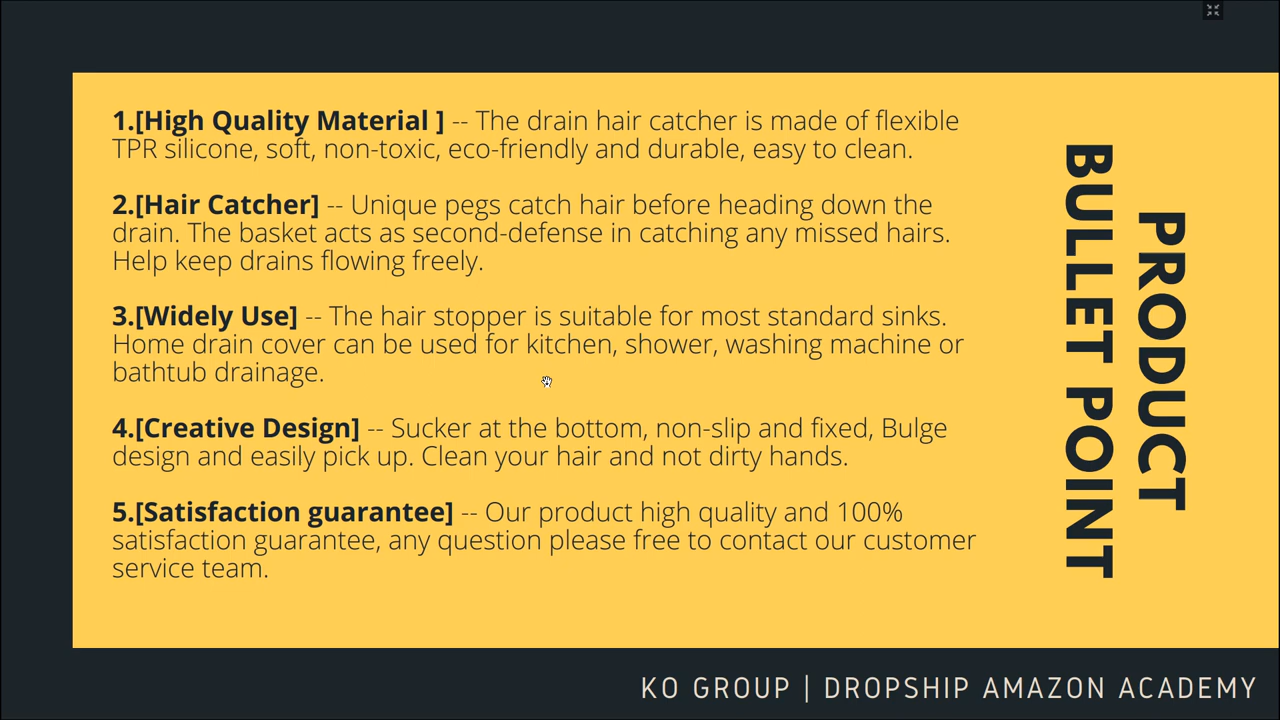 1.[High Quality Material ] -- The drain hair catcher is made of flexible
TPR silicone, soft, non-toxic, eco-friendly and durable, easy to clean.
2.[Hair Catcher] -- Unique pegs catch hair before heading down the
drain. The basket acts as second-defense in catching any missed hairs.
Help keep drains flowing freely.
3.[Widely Use] -- The hair stopper is suitable for most standard sinks.
Home drain cover can be used for kitchen, shower, washing machine or
bathtub drainage.
4.[Creative Design] -- Sucker at the bottom, non-slip and fixed, Bulge
design and easily pick up. Clean your hair and not dirty hands.
5.[Satisfaction guarantee] -- Our product high quality and 100%
satisfaction guarantee, any question please free to contact our customer
service team.
PRODUCT
BULLET POINT
KO GROUP | DROPSHIP AMAZON ACADEMY